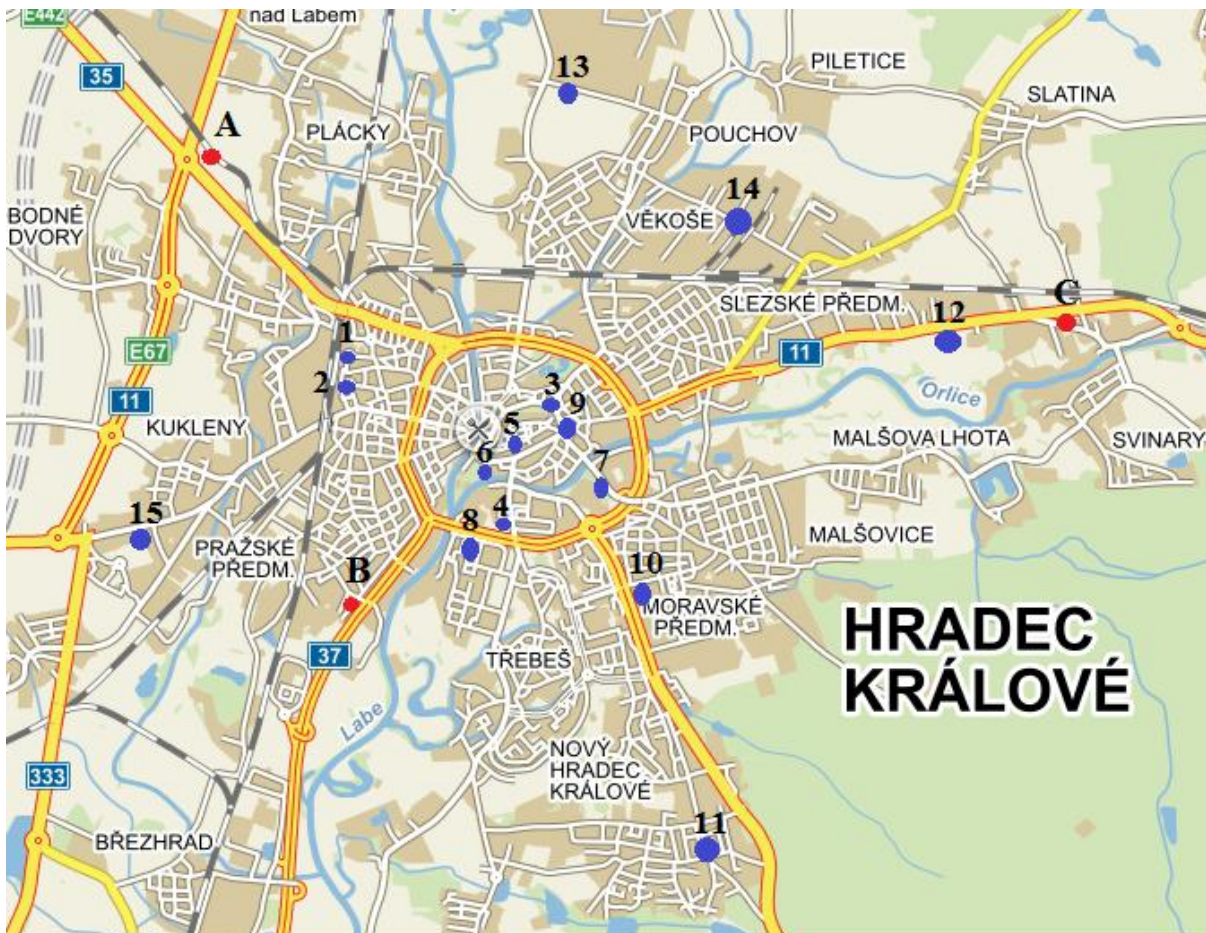 E442
nad Labem
35
A
13
PILETICE
SLATINA
PLÁCKY
POUCHOV
14
VĚKOŠE
BODNÉ
DVORY
SLEZSKÉ PŘEDM.
C
12
1
E67
11
2
3
11
9
Orlice
KUKLENY
5
MALŠOVA LHOTA
SVINARY
6
7
15
8
4
PRAŽSKÉ
PŘEDM.
MALŠOVICE
B
10
MORAVSKÉ
PŘEDM.
HRADEC
KRÁLOVÉ
37
TŘEBEŠ
Labe
NOVÝ
HRADEC
KRÁLOVÉ
333
11
BŘEZHRAD